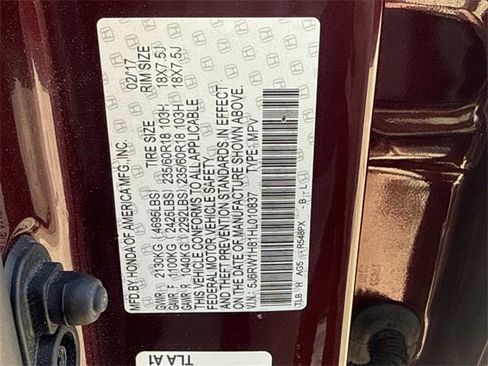 MFD. BY HONDA OF AMERICA MFG., INC. 02/17
TIRE SIZE RIM SIZE
GVWR 2130KG 4695LBS
GAWR F 1100KG (2425LBS) 235/60R18 103H 18X7.5J
GAWR R 1040KG (2292LBS) 235/60R18 103H 18X7.5J
THIS VEHICLE CONFORMS TO ALL APPLICABLE
FEDERAL MOTOR VEHICLE SAFETY
AND THEFT PREVENTION STANDARDS IN EFFECT
ON THE DATE OF MANUFACTURE SHOWN ABOVE.
V.I.N.: 5J6RW1H81HL010837 TYPE: MPV
TLB H AG5 R548PX - B - L
TLA A1